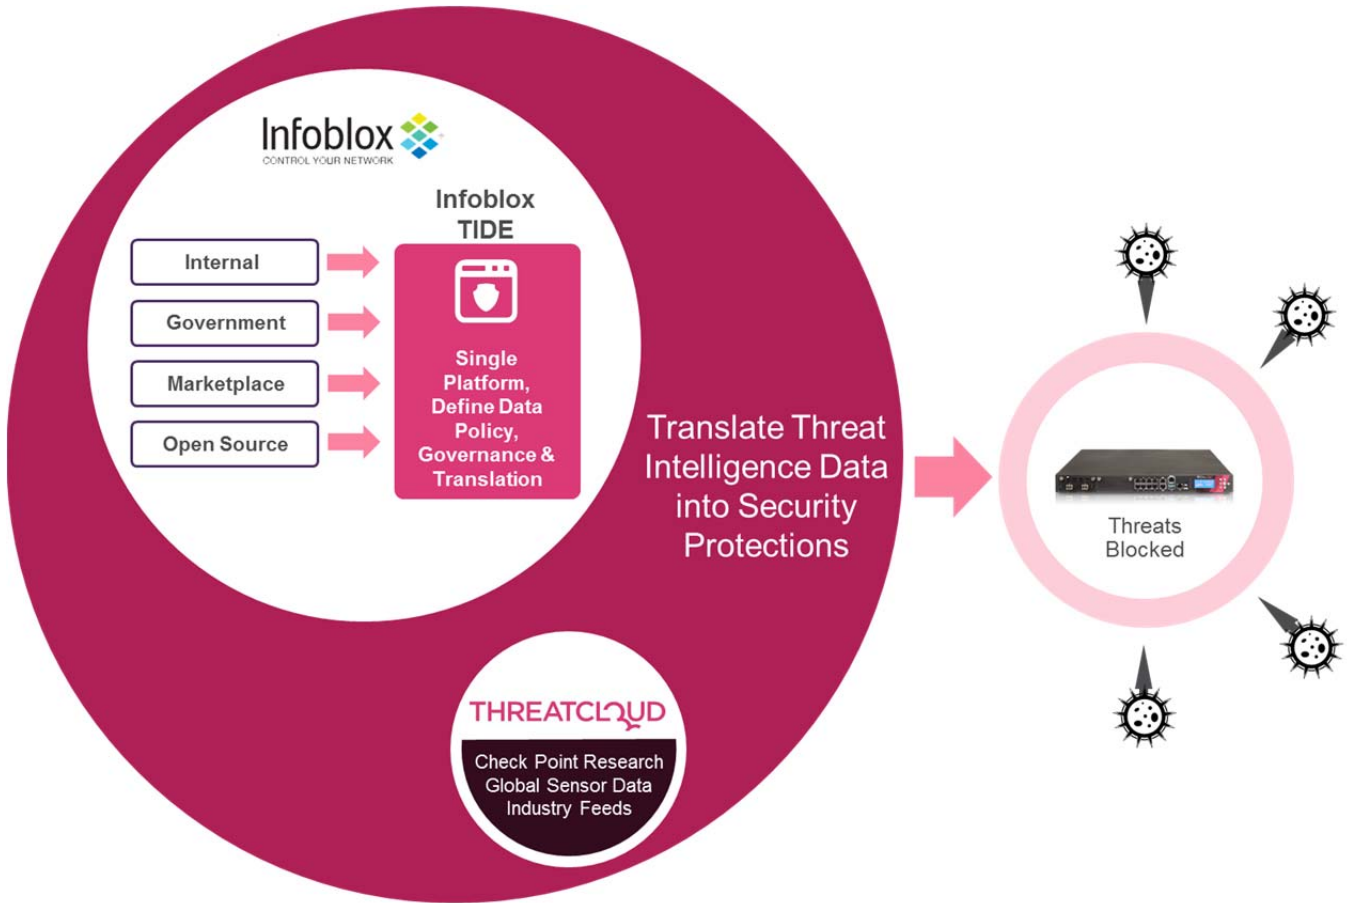 Infoblox
CONTROL YOUR NETWORK
Infoblox
TIDE
Internal
Government
Marketplace
Open Source
Single
Platform,
Define Data
Policy,
Governance &
Translation
Translate Threat
Intelligence Data
into Security
Protections
Threats
Blocked
THREATCLOUD
Check Point Research
Global Sensor Data
Industry Feeds